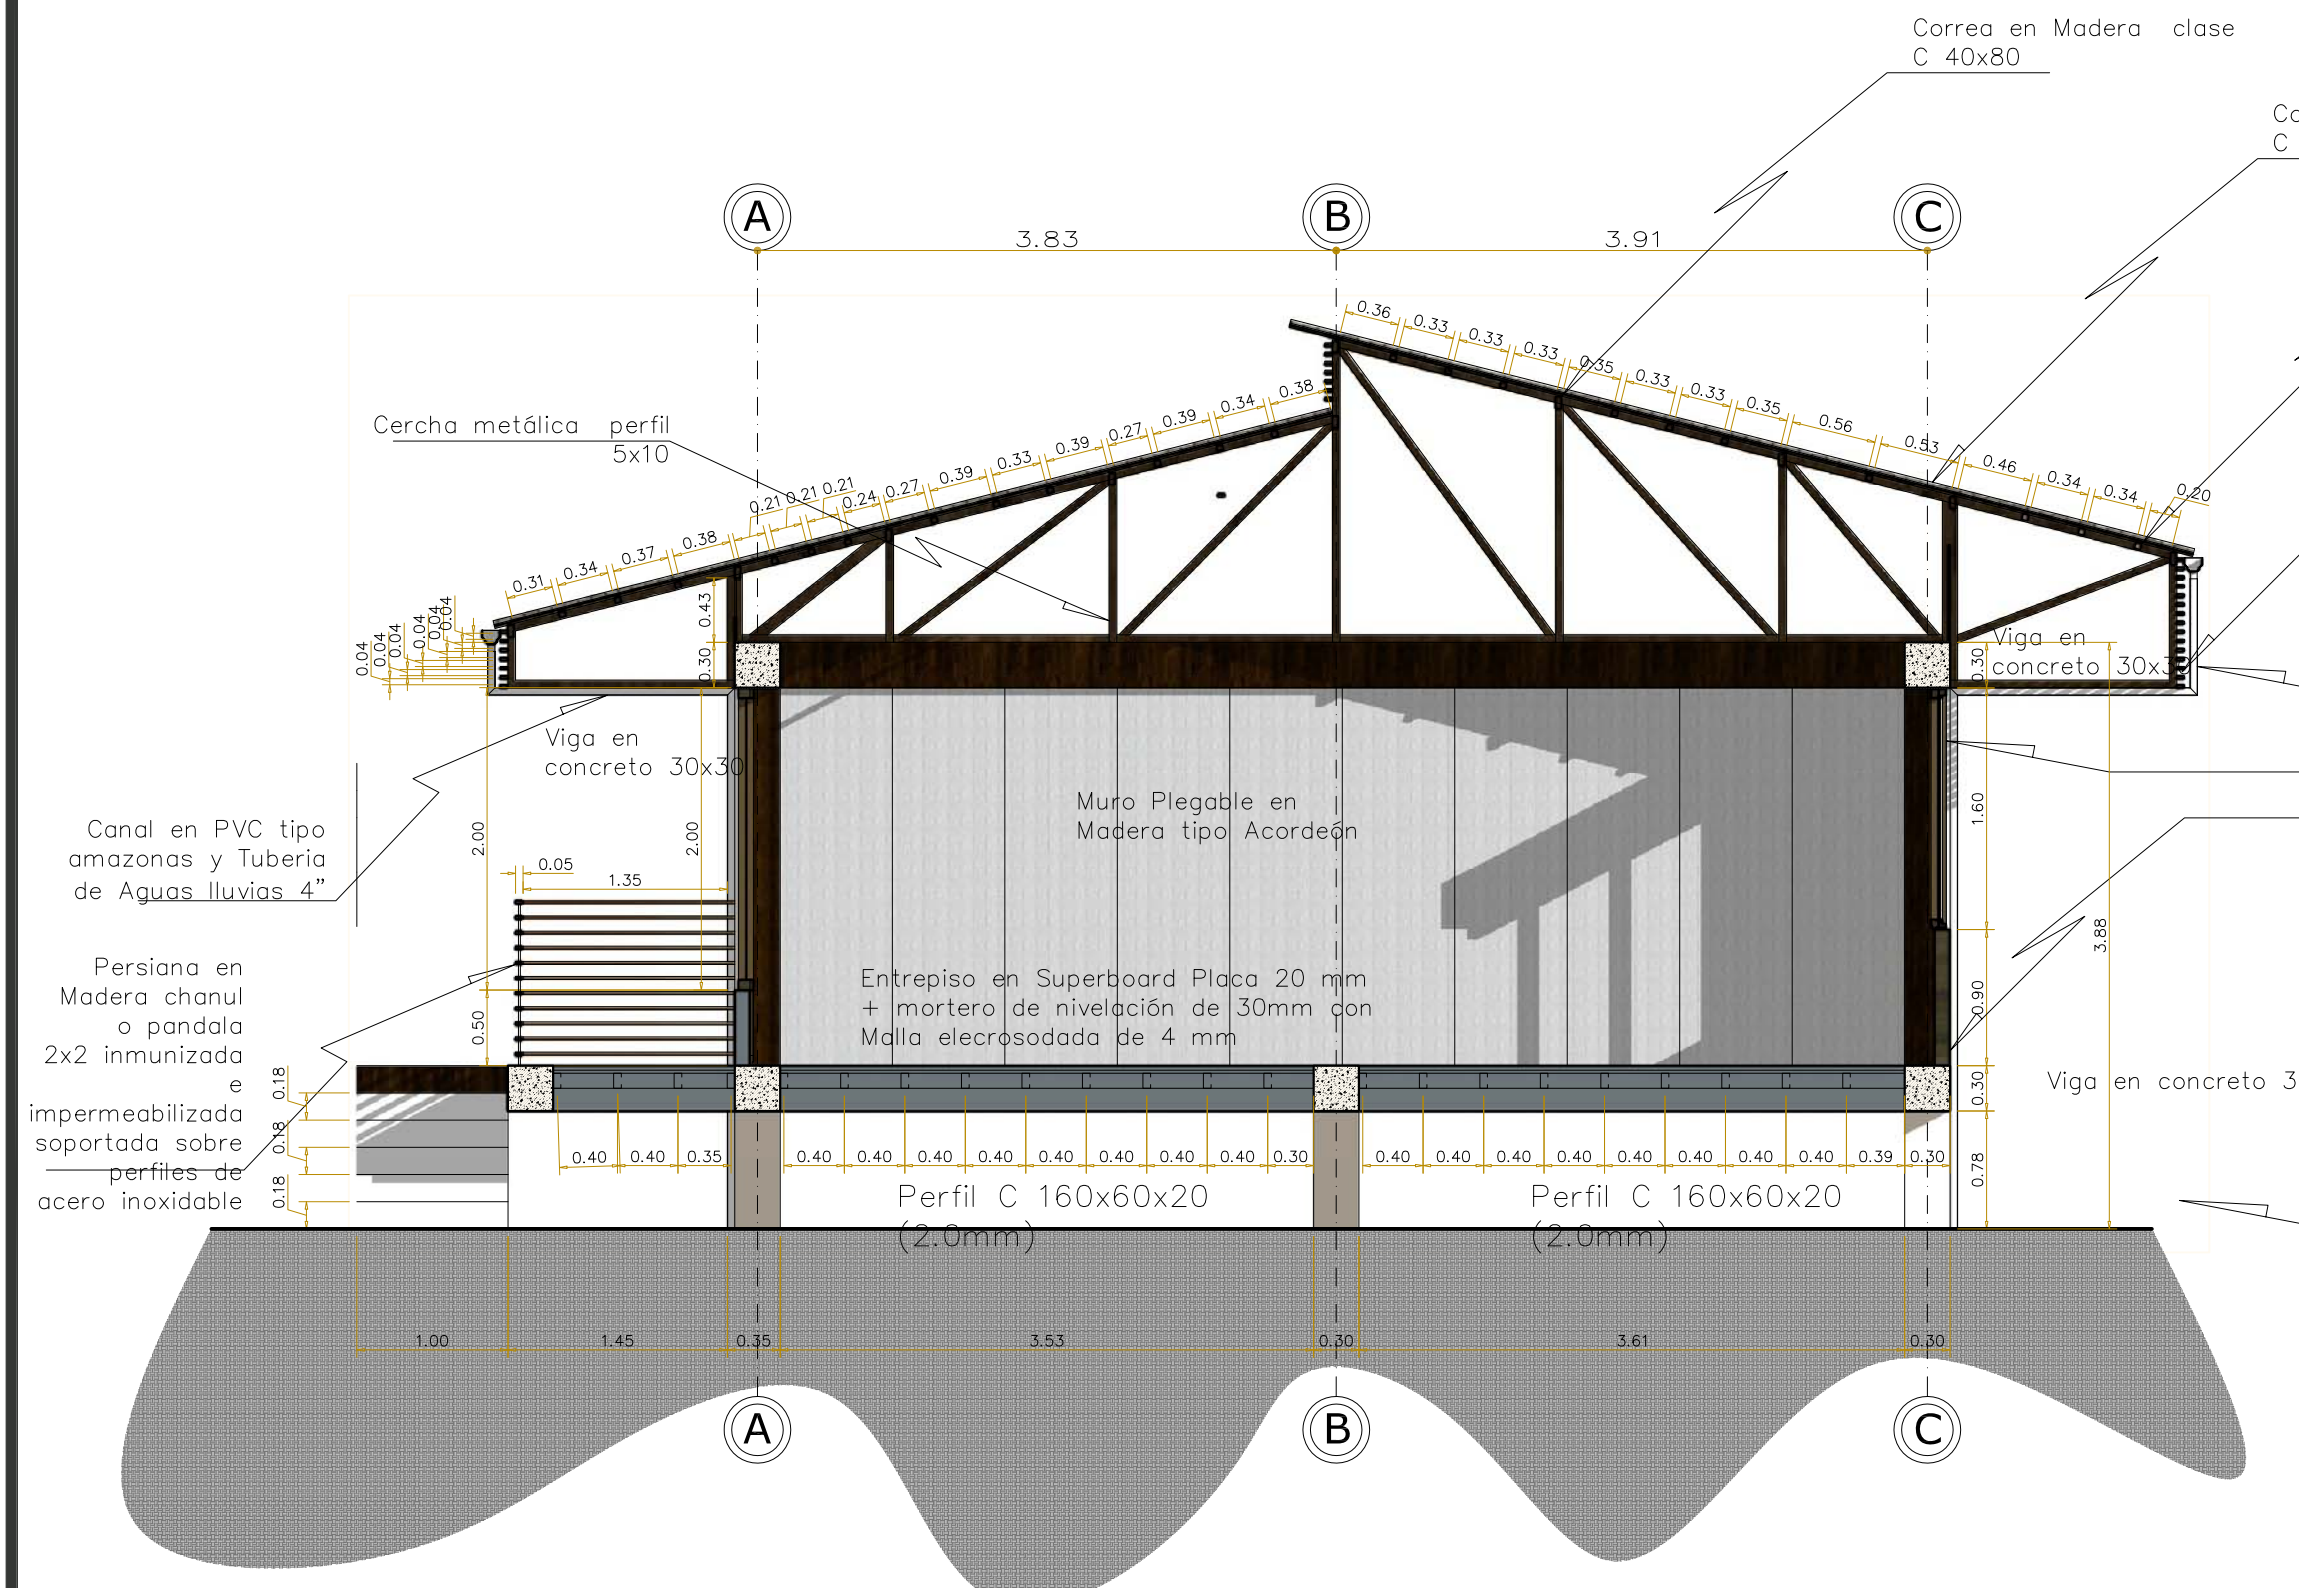 Correa en Madera clase
C 40x80
C
A
B
C
3.83
3.91
0.36
0.33
0.33
0.33
0.35
0.33
0.33
0.35
0.56
0.53
0.46
0.34
0.34
0.20
Cercha metálica perfil
5x10
0.31
0.34
0.37
0.38
0.21
0.21
0.21
0.24
0.27
0.39
0.33
0.39
0.27
0.39
0.34
0.38
0.04
0.04
0.04
0.04
0.04
0.04
0.43
0.30
Viga en
concreto 30x30
0.30
Viga en
concreto 30x30
Canal en PVC tipo
amazonas y Tuberia
de Aguas lluvias 4”
2.00
2.00
0.05
1.35
Muro Plegable en
Madera tipo Acordeón
1.60
3.88
Persiana en
Madera chanul
o pandala
2x2 inmunizada
e
impermeabilizada
soportada sobre
perfiles de
acero inoxidable
0.50
Entrepiso en Superboard Placa 20 mm
+ mortero de nivelación de 30mm con
Malla elecrosodada de 4 mm
0.90
0.30
0.78
Viga en concreto 3
0.18
0.18
0.18
0.40
0.40
0.35
0.40
0.40
0.40
0.40
0.40
0.40
0.40
0.40
0.30
0.40
0.40
0.40
0.40
0.40
0.40
0.40
0.40
0.39
0.30
Perfil C 160x60x20
(2.0mm)
Perfil C 160x60x20
(2.0mm)
1.00
1.45
0.35
3.53
0.30
3.61
0.30
A
B
C